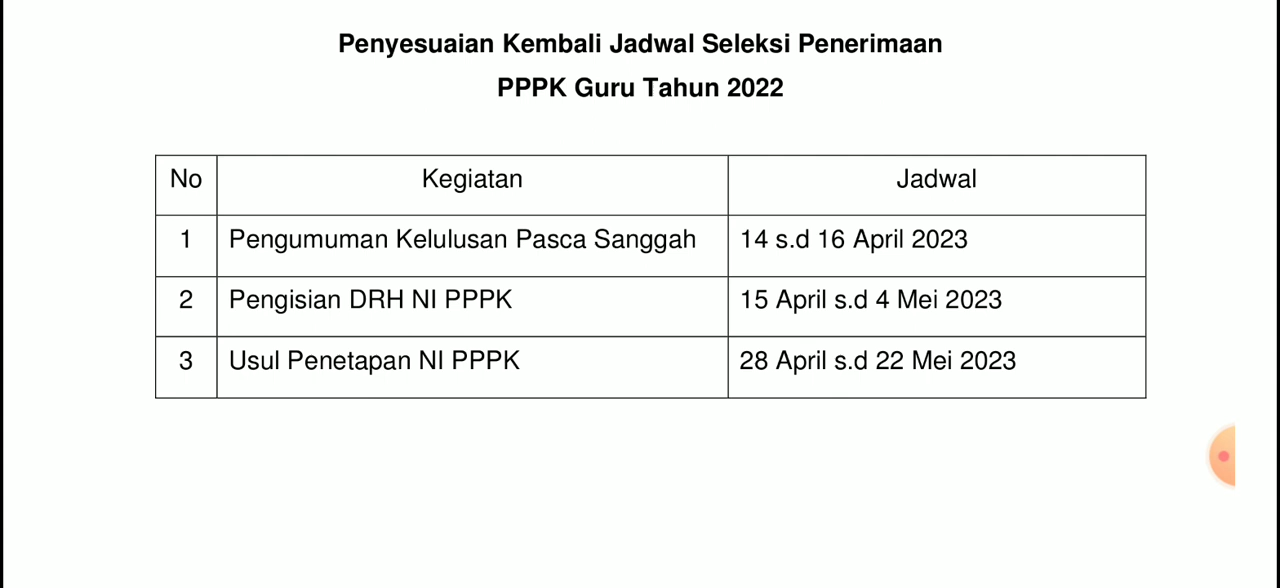 Penyesuaian Kembali Jadwal Seleksi Penerimaan
PPPK Guru Tahun 2022
No Kegiatan Jadwal
1 Pengumuman Kelulusan Pasca Sanggah 14 s.d 16 April 2023
2 Pengisian DRH NI PPPK 15 April s.d 4 Mei 2023
3 Usul Penetapan NI PPPK 28 April s.d 22 Mei 2023